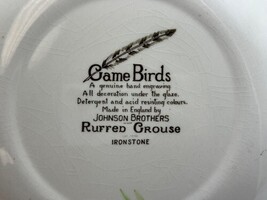 Game Birds
A genuine hand engraving
All decoration under the glaze.
Detergent and acid resisting colours.
Made in England by
JOHNSON BROTHERS
RUFFED GROUSE
IRONSTONE